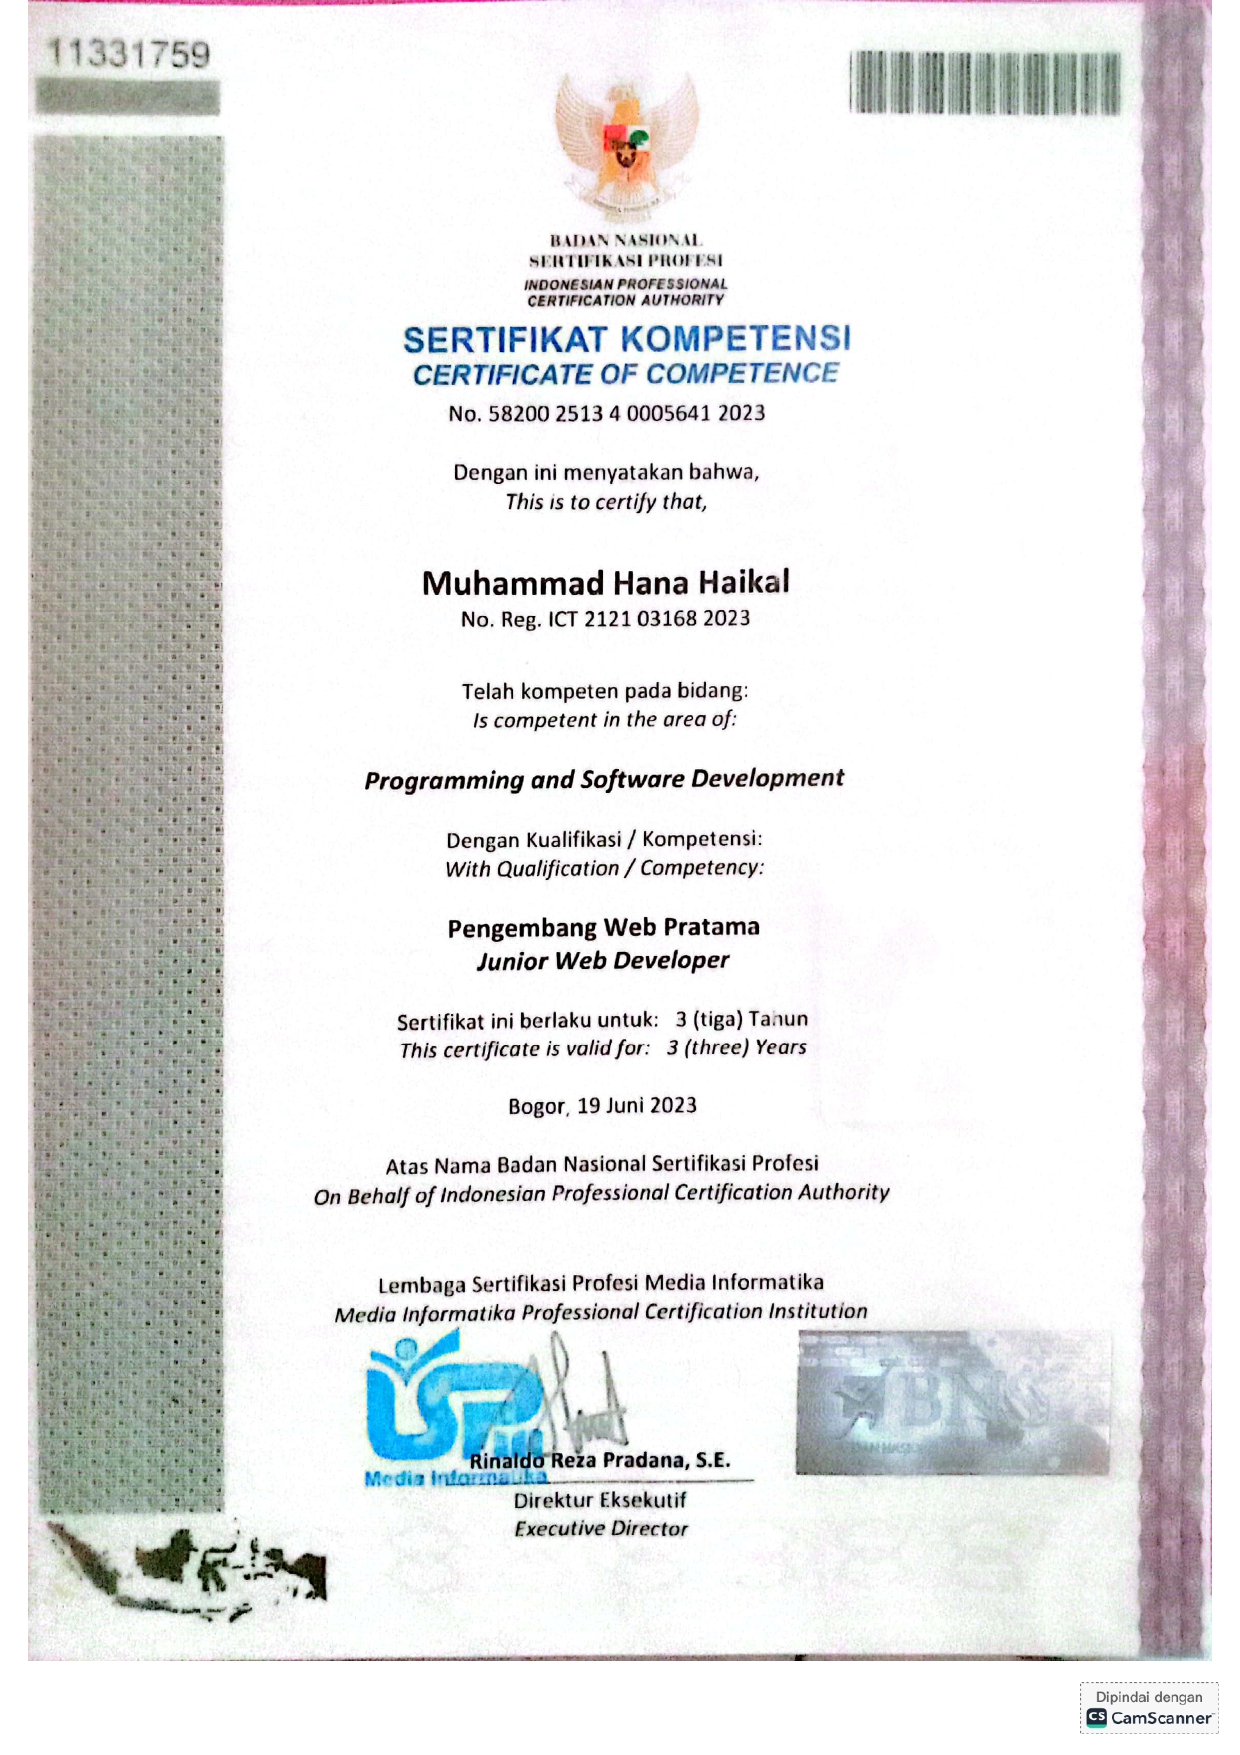 11331759
BADAN NASIONAL
SERTIFIKASI PROFESI
INDONESIAN PROFESSIONAL
CERTIFICATION AUTHORITY
SERTIFIKAT KOMPETENSI
CERTIFICATE OF COMPETENCE
No. 58200 2513 4 0005641 2023
Dengan ini menyatakan bahwa,
This is to certify that,
Muhammad Hana Haikal
No. Reg. ICT 2121 03168 2023
Telah kompeten pada bidang:
Is competent in the area of:
Programming and Software Development
Dengan Kualifikasi / Kompetensi:
With Qualification / Competency:
Pengembang Web Pratama
Junior Web Developer
Sertifikat ini berlaku untuk: 3 (tiga) Tahun
This certificate is valid for: 3 (three) Years
Bogor, 19 Juni 2023
Atas Nama Badan Nasional Sertifikasi Profesi
On Behalf of Indonesian Professional Certification Authority
Lembaga Sertifikasi Profesi Media Informatika
Media Informatika Professional Certification Institution
Rinaldo Reza Pradana, S.E.
Media Informatika
Direktur Eksekutif
Executive Director
Dipindai dengan
CS CamScanner